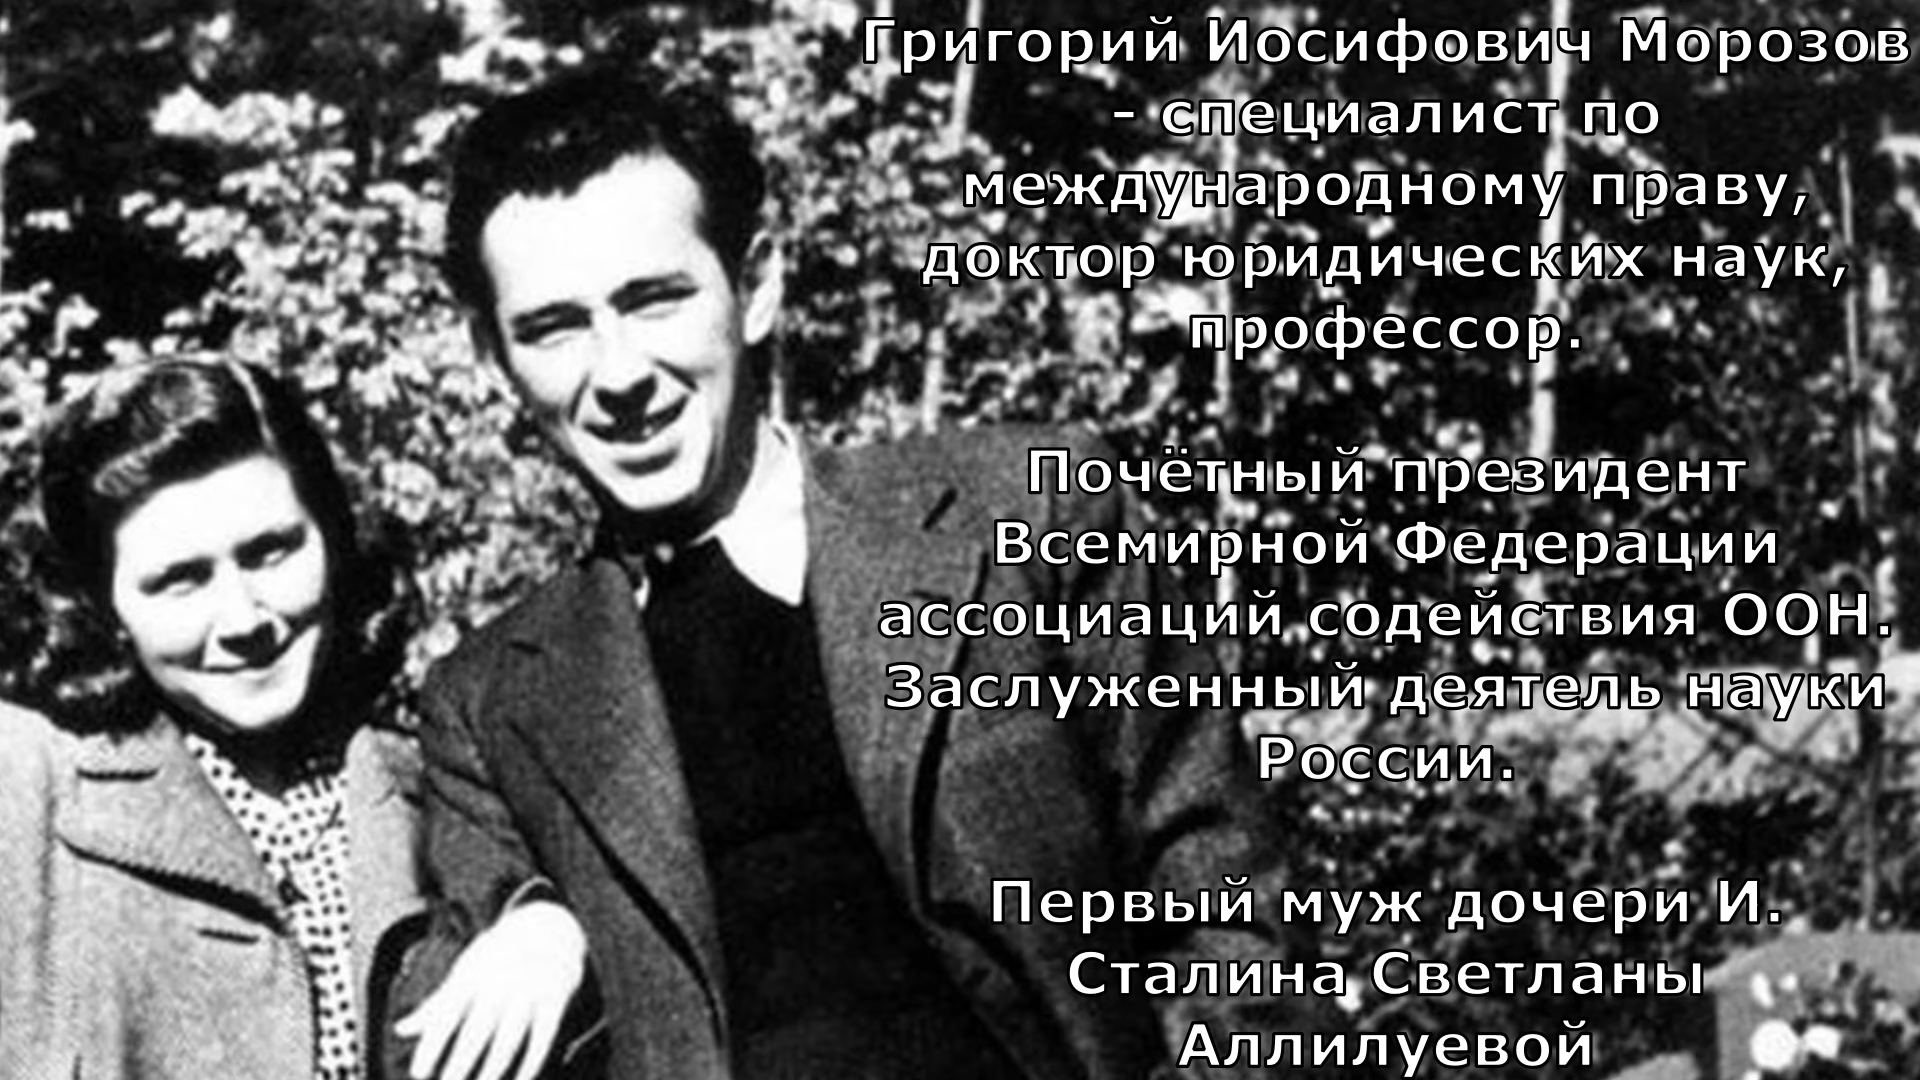 Григорий Иосифович Морозов
- специалист по
международному праву,
доктор юридических наук,
профессор.
Почётный президент
Всемирной Федерации
ассоциаций содействия ООН.
Заслуженный деятель науки
России.
Первый муж дочери И.
Сталина Светланы
Аллилуевой